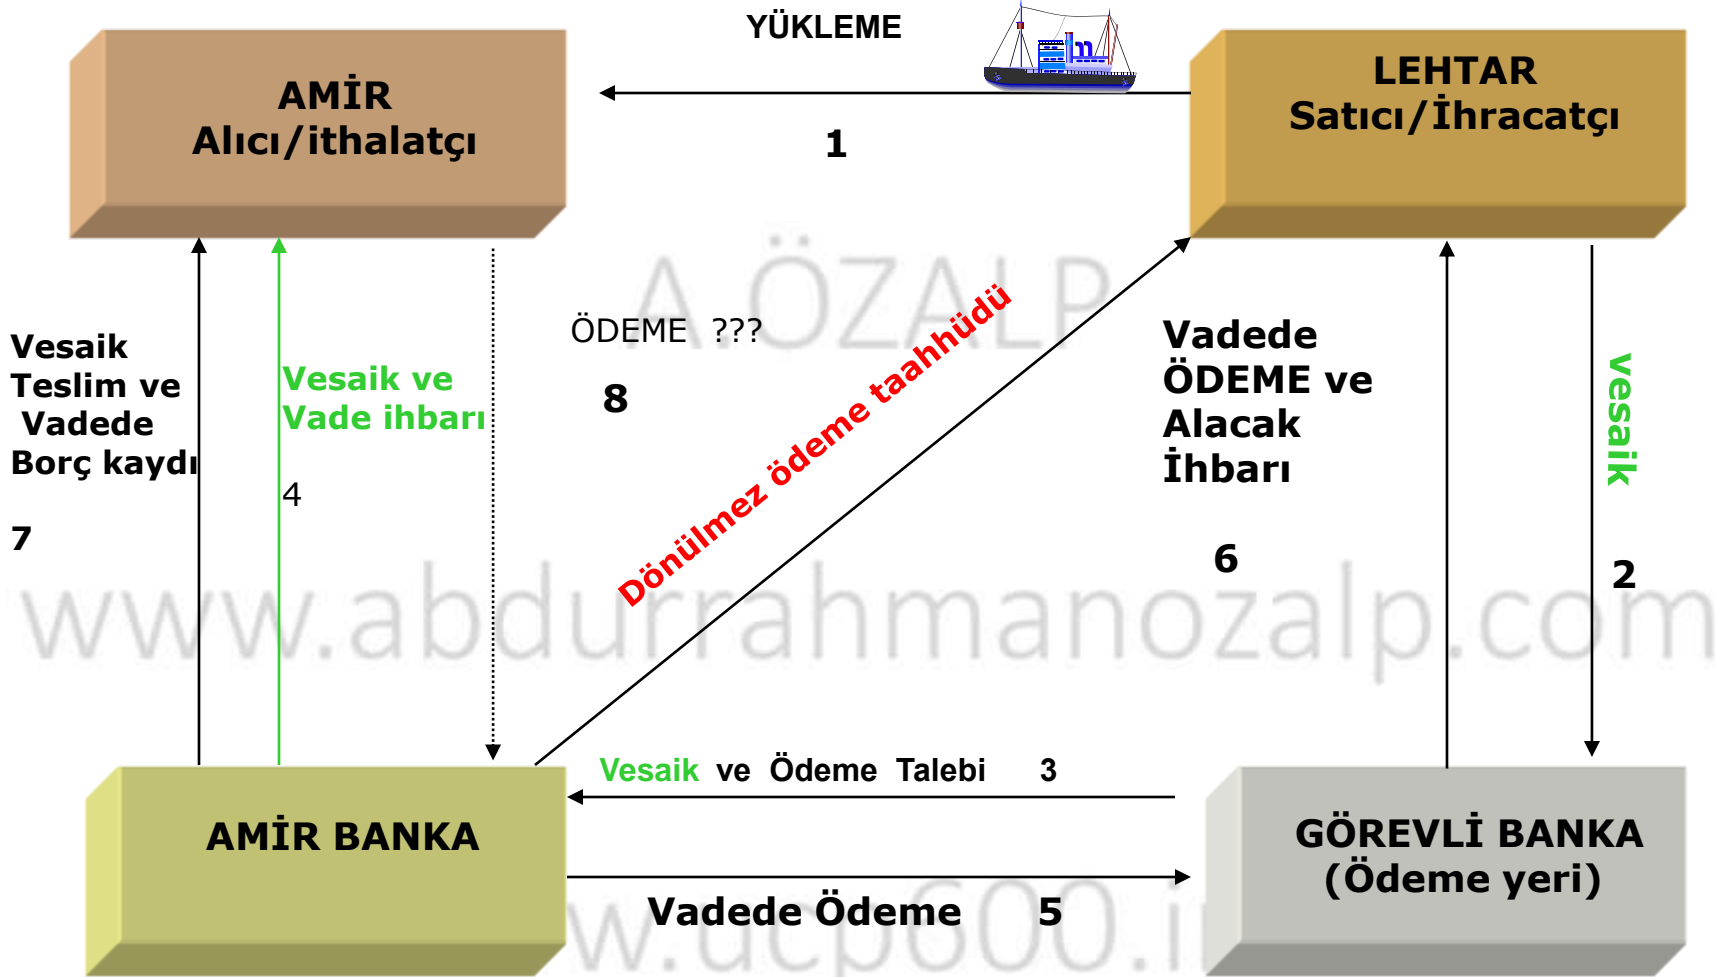 YÜKLEME
AMİR
Alıcı/ithalatçı
LEHTAR
Satıcı/İhracatçı
1
A.ÖZALP
ÖDEME ???
8
Dönülmez ödeme taahhüdü
Vesaik
Teslim ve
Vadede
Borç kaydı
7
Vesaik ve
Vade ihbarı
4
Vadede
ÖDEME ve
Alacak
İhbarı
6
vesaik
2
www.abdurrahmanozalp.com
Vesaik ve Ödeme Talebi 3
AMİR BANKA
GÖREVLİ BANKA
(Ödeme yeri)
Vadede Ödeme 5